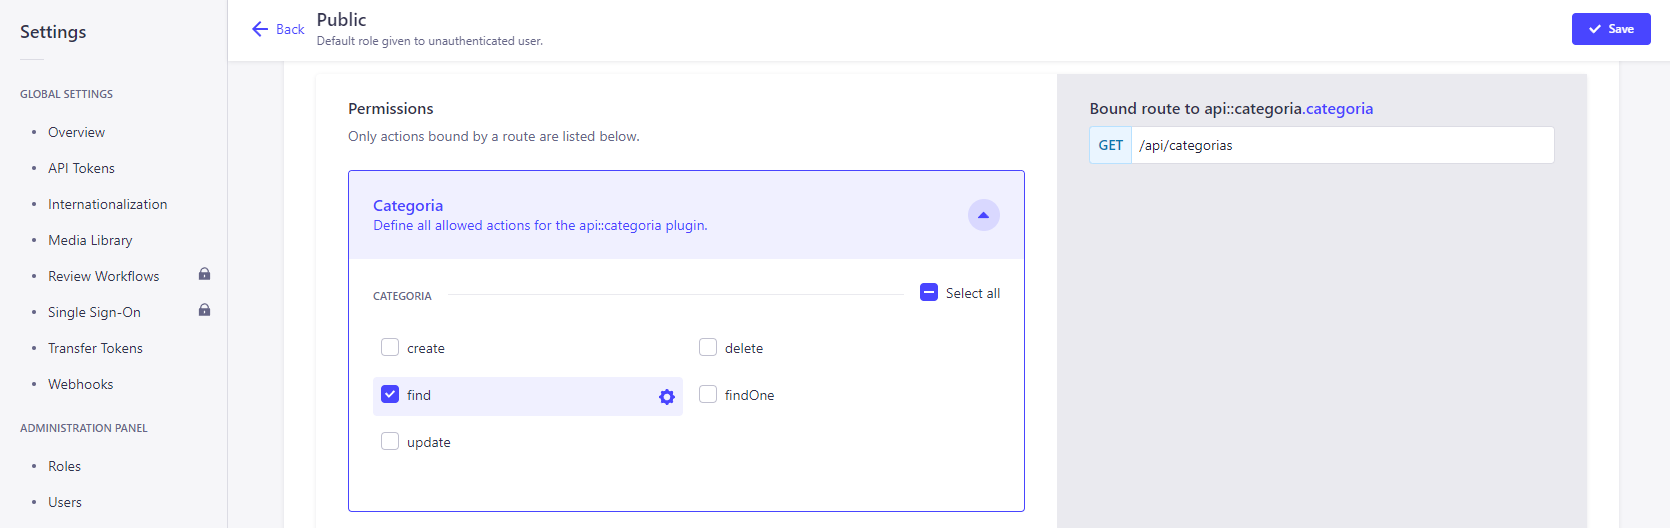 Settings
GLOBAL SETTINGS
Overview
API Tokens
Internationalization
Media Library
Review Workflows
Single Sign-On
Transfer Tokens
Webhooks
ADMINISTRATION PANEL
Roles
Users
Back
Public
Default role given to unauthenticated user.
Save
Permissions
Only actions bound by a route are listed below.
Categoria
Define all allowed actions for the api::categoria plugin.
CATEGORIA
Select all
create
delete
find
findOne
update
Bound route to api::categoria.categoria
GET /api/categorias